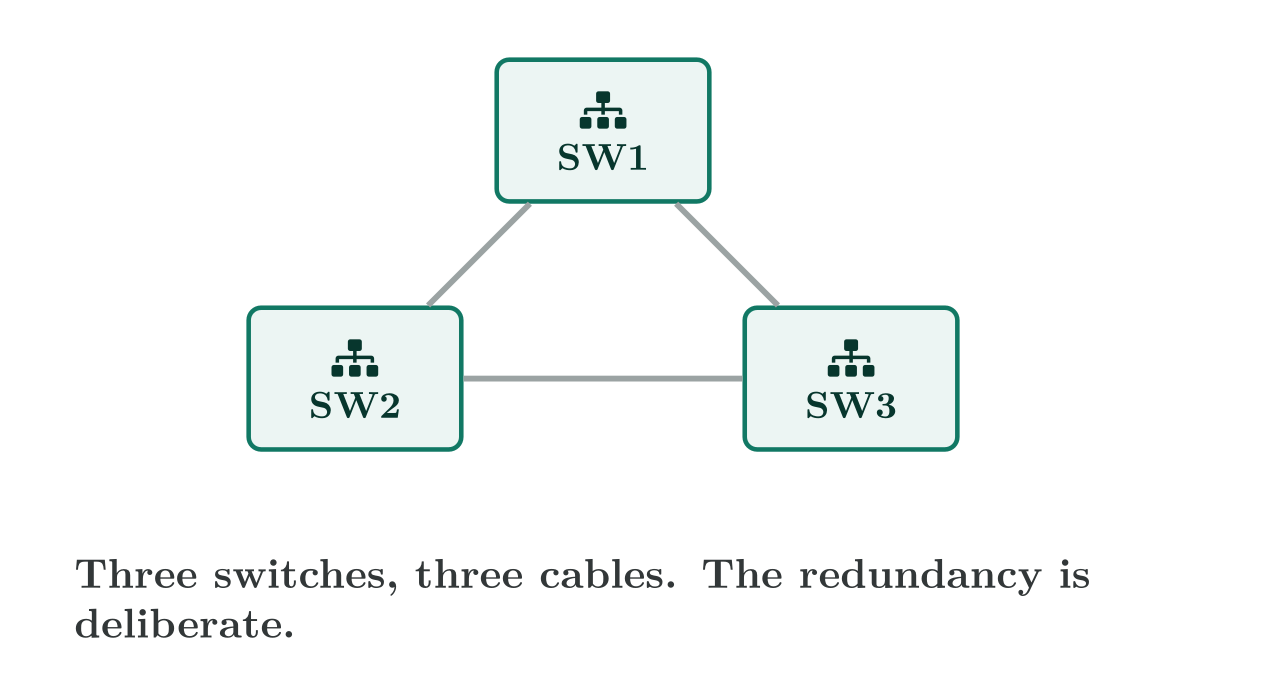 SW1
SW2 SW3
Three switches, three cables. The redundancy is
deliberate.